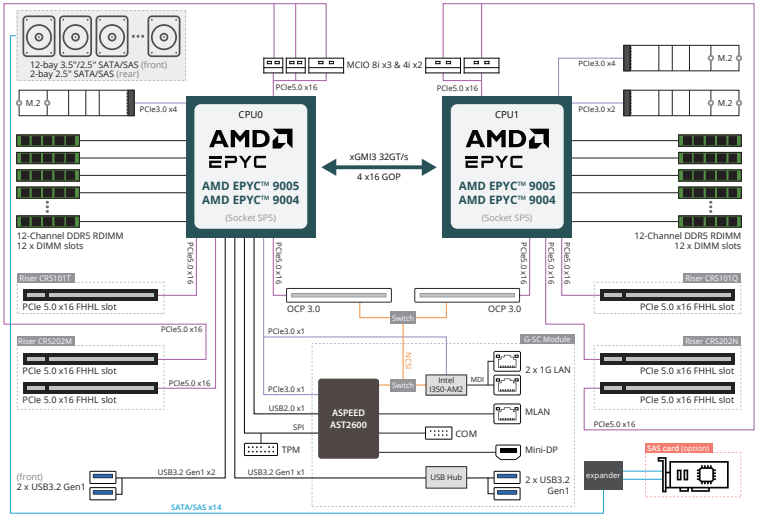 12-bay 3.5"/2.5" SATA/SAS (front)
2-bay 2.5" SATA/SAS (rear)
MCIO 8i x3 & 4i x2
PCIe5.0 x16
PCIe5.0 x16
M.2
PCIe3.0 x4
PCIe3.0 x4
M.2
PCIe3.0 x2
M.2
CPU0
AMD
EPYC
AMD EPYC™ 9005
AMD EPYC™ 9004
(Socket SP5)
xGMI3 32GT/s
4 x16 GOP
CPU1
AMD
EPYC
AMD EPYC™ 9005
AMD EPYC™ 9004
(Socket SP5)
12-Channel DDR5 RDIMM
12 x DIMM slots
12-Channel DDR5 RDIMM
12 x DIMM slots
PCIe5.0 x16
PCIe5.0 x16
PCIe5.0 x16
PCIe5.0 x16
PCIe5.0 x16
Riser CRS101T
PCIe 5.0 x16 FHHL slot
OCP 3.0
OCP 3.0
Riser CRS101Q
PCIe 5.0 x16 FHHL slot
PCIe5.0 x16
Switch
PCIe3.0 x1
Riser CRS202M
PCIe 5.0 x16 FHHL slot
PCIe5.0 x16
PCIe 5.0 x16 FHHL slot
G-SC Module
NCSI
Switch
Intel
I350-AM2
MDI
2 x 1G LAN
Riser CRS202N
PCIe 5.0 x16 FHHL slot
PCIe 5.0 x16 FHHL slot
PCIe5.0 x16
PCIe3.0 x1
USB2.0 x1
SPI
TPM
ASPEED
AST2600
MLAN
COM
Mini-DP
(front)
2 x USB3.2 Gen1
USB3.2 Gen1 x2
USB3.2 Gen1 x1
USB Hub
2 x USB3.2
Gen1
SAS card (option)
expander
SATA/SAS x14